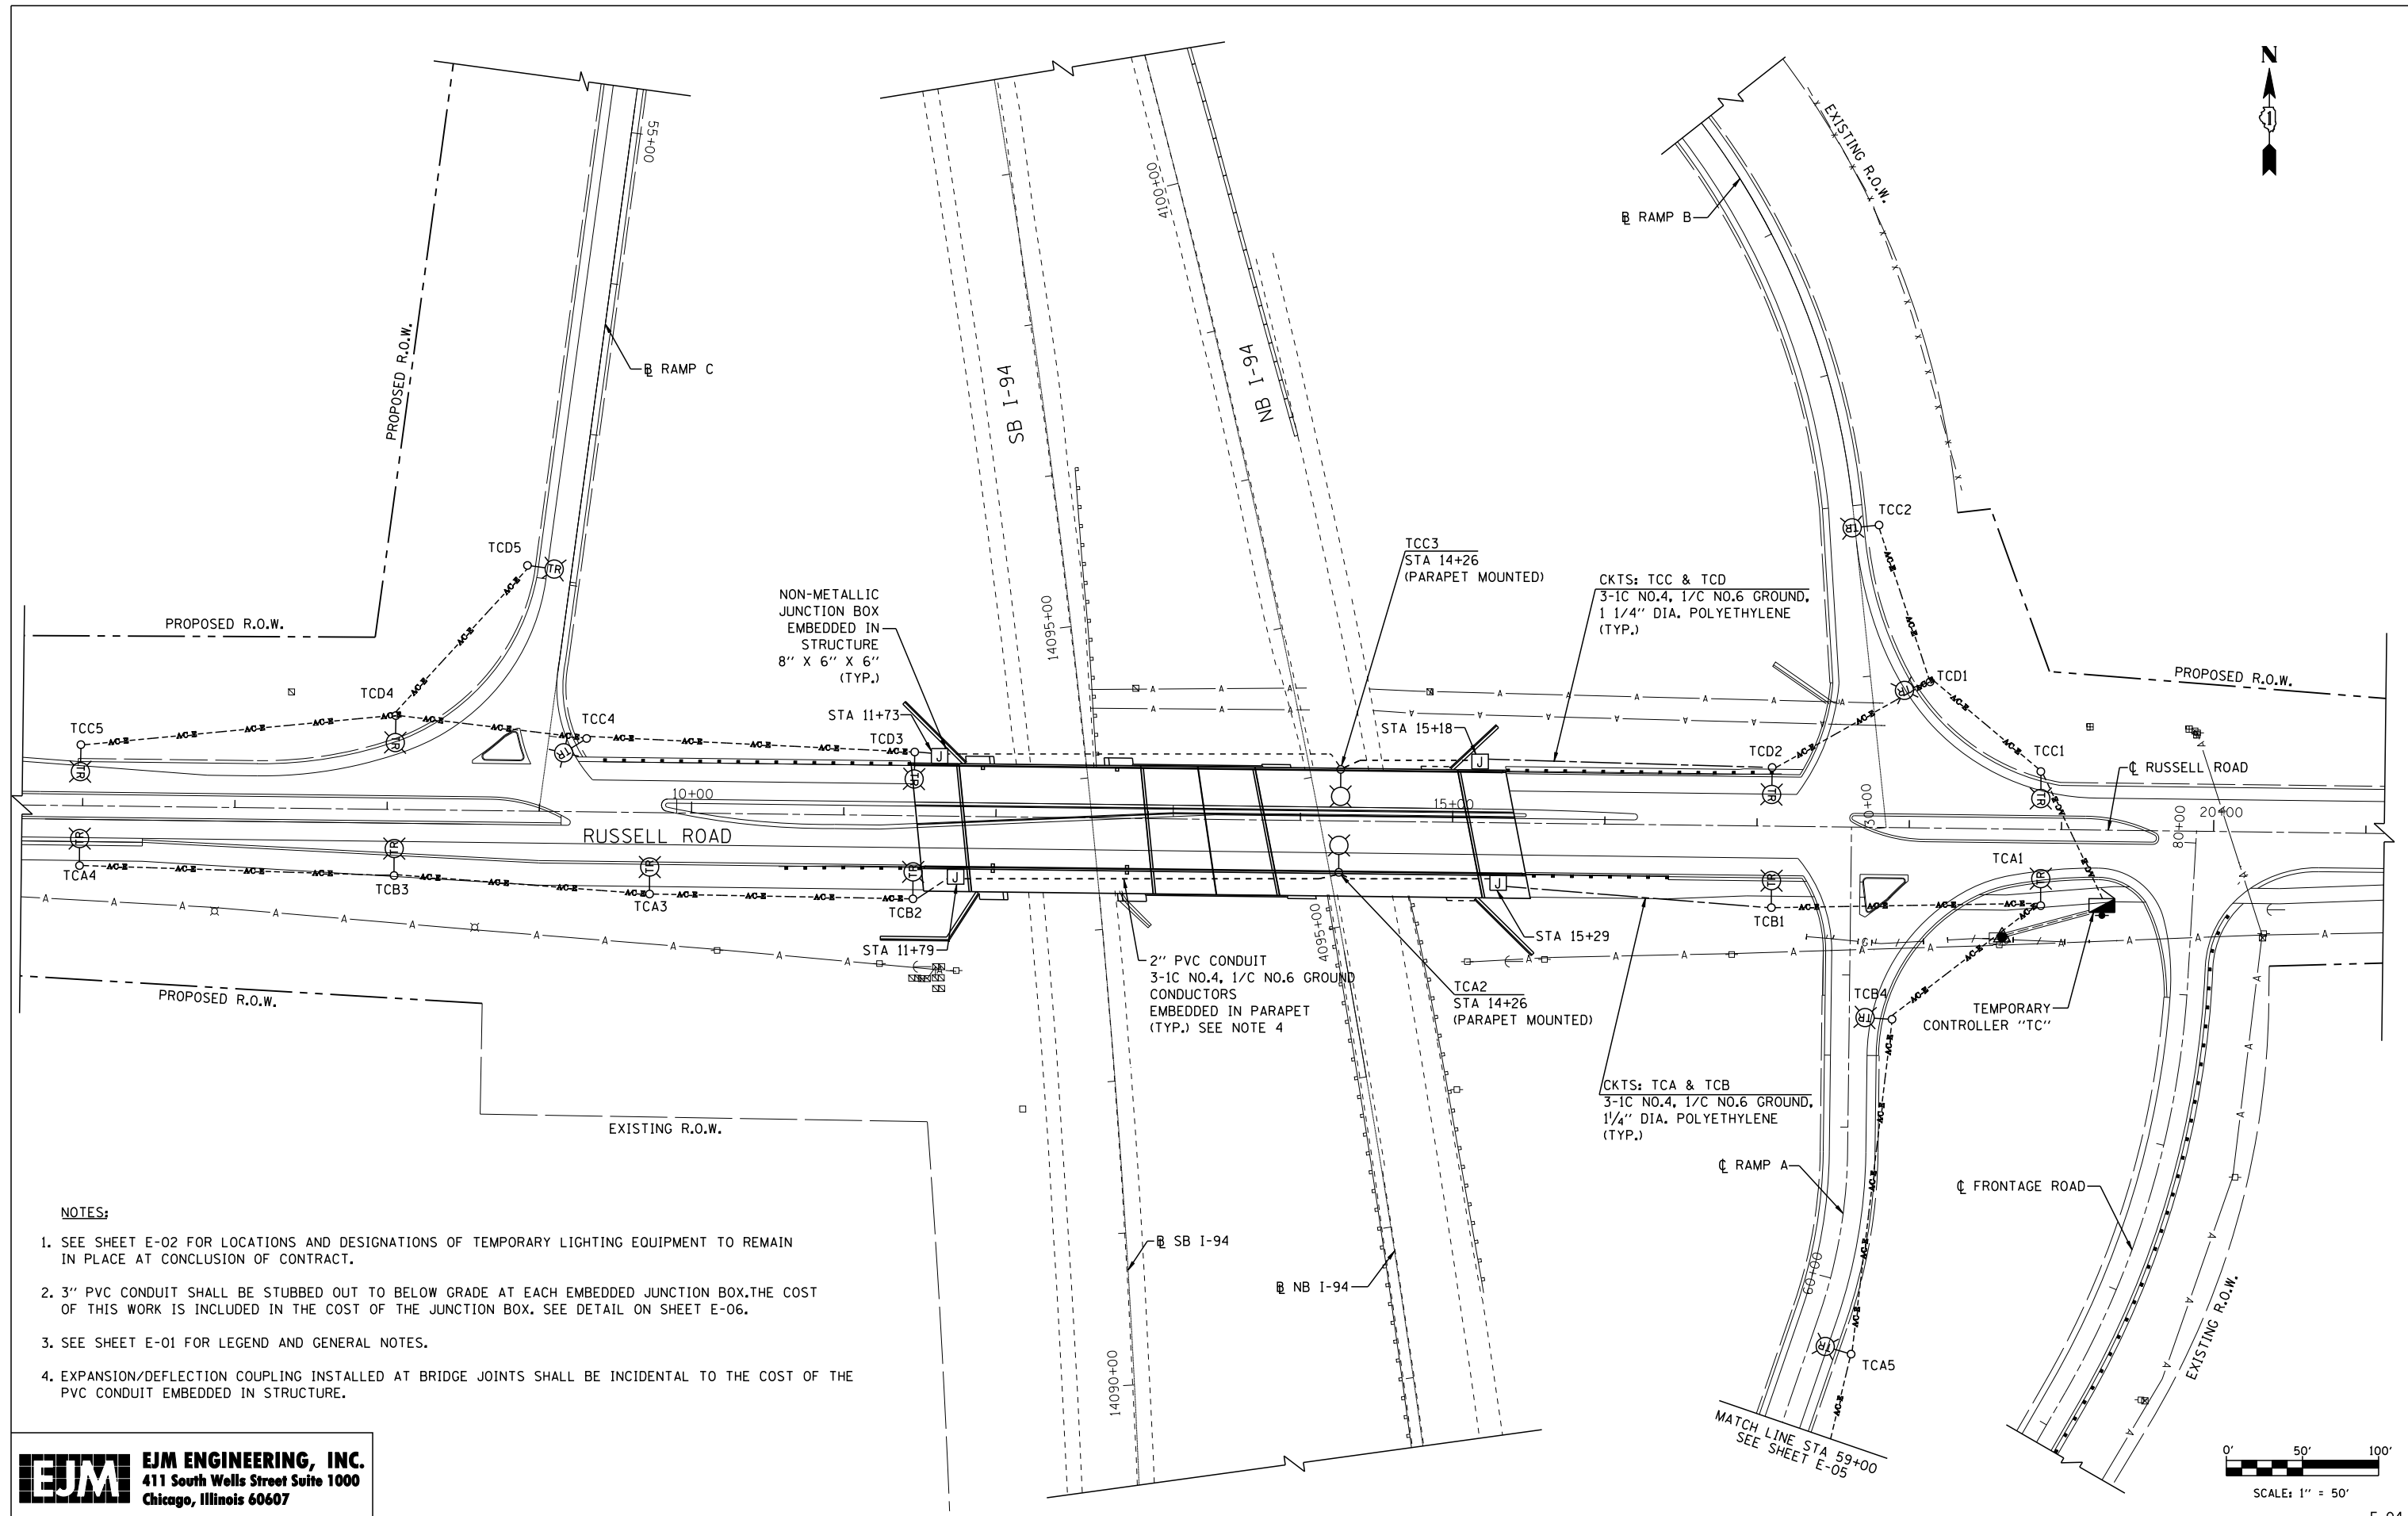 N
1
55+00
EXISTING R.O.W.
℄ RAMP B
4100+00
PROPOSED R.O.W.
℄ RAMP C
SB I-94
NB I-94
TCC2
TCC3
STA 14+26
(PARAPET MOUNTED)
TCD5
TR
NON-METALLIC
JUNCTION BOX
EMBEDDED IN
STRUCTURE
8'' X 6'' X 6''
(TYP.)
CKTS: TCC & TCD
3-1C NO.4, 1/C NO.6 GROUND,
1 1/4'' DIA. POLYETHYLENE
(TYP.)
14095+00
PROPOSED R.O.W.
PROPOSED R.O.W.
TCD4
TCD1
TCC5
TCC4
STA 11+73
TCD3
STA 15+18
TCD2
TCC1
℄ RUSSELL ROAD
J
J
10+00
15+00
30+00
80+00
20+00
RUSSELL ROAD
TCA4
TCB3
TCA3
TCB2
J
J
TCB1
TCA1
STA 11+79
STA 15+29
4095+00
2'' PVC CONDUIT
3-1C NO.4, 1/C NO.6 GROUND
CONDUCTORS
EMBEDDED IN PARAPET
(TYP.) SEE NOTE 4
TCA2
STA 14+26
(PARAPET MOUNTED)
TCB4
TEMPORARY
CONTROLLER "TC"
PROPOSED R.O.W.
EXISTING R.O.W.
CKTS: TCA & TCB
3-1C NO.4, 1/C NO.6 GROUND,
1 1/4'' DIA. POLYETHYLENE
(TYP.)
℄ RAMP A
℄ FRONTAGE ROAD
60+00
℄ SB I-94
℄ NB I-94
EXISTING R.O.W.
TCA5
14090+00
MATCH LINE STA 59+00
SEE SHEET E-05
NOTES:
1. SEE SHEET E-02 FOR LOCATIONS AND DESIGNATIONS OF TEMPORARY LIGHTING EQUIPMENT TO REMAIN
IN PLACE AT CONCLUSION OF CONTRACT.
2. 3'' PVC CONDUIT SHALL BE STUBBED OUT TO BELOW GRADE AT EACH EMBEDDED JUNCTION BOX.THE COST
OF THIS WORK IS INCLUDED IN THE COST OF THE JUNCTION BOX. SEE DETAIL ON SHEET E-06.
3. SEE SHEET E-01 FOR LEGEND AND GENERAL NOTES.
4. EXPANSION/DEFLECTION COUPLING INSTALLED AT BRIDGE JOINTS SHALL BE INCIDENTAL TO THE COST OF THE
PVC CONDUIT EMBEDDED IN STRUCTURE.
EJM
EJM ENGINEERING, INC.
411 South Wells Street Suite 1000
Chicago, Illinois 60607
0' 50' 100'
SCALE: 1'' = 50'